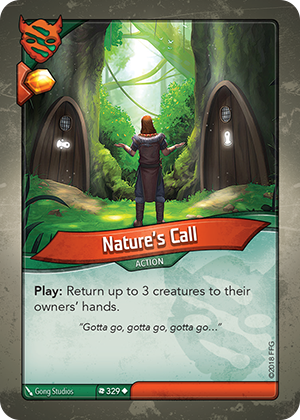 Nature's Call
ACTION
Play: Return up to 3 creatures to their
owners' hands.
"Gotta go, gotta go, gotta go..."
©2018 FFG
Gong Studios
329